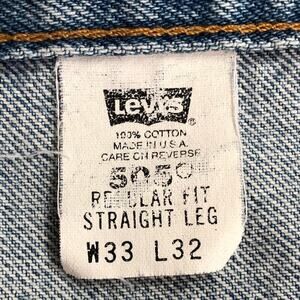 Levi's
®
100% COTTON
MADE IN U.S.A.
CARE ON REVERSE
505°
REGULAR FIT
STRAIGHT LEG
W33 L32